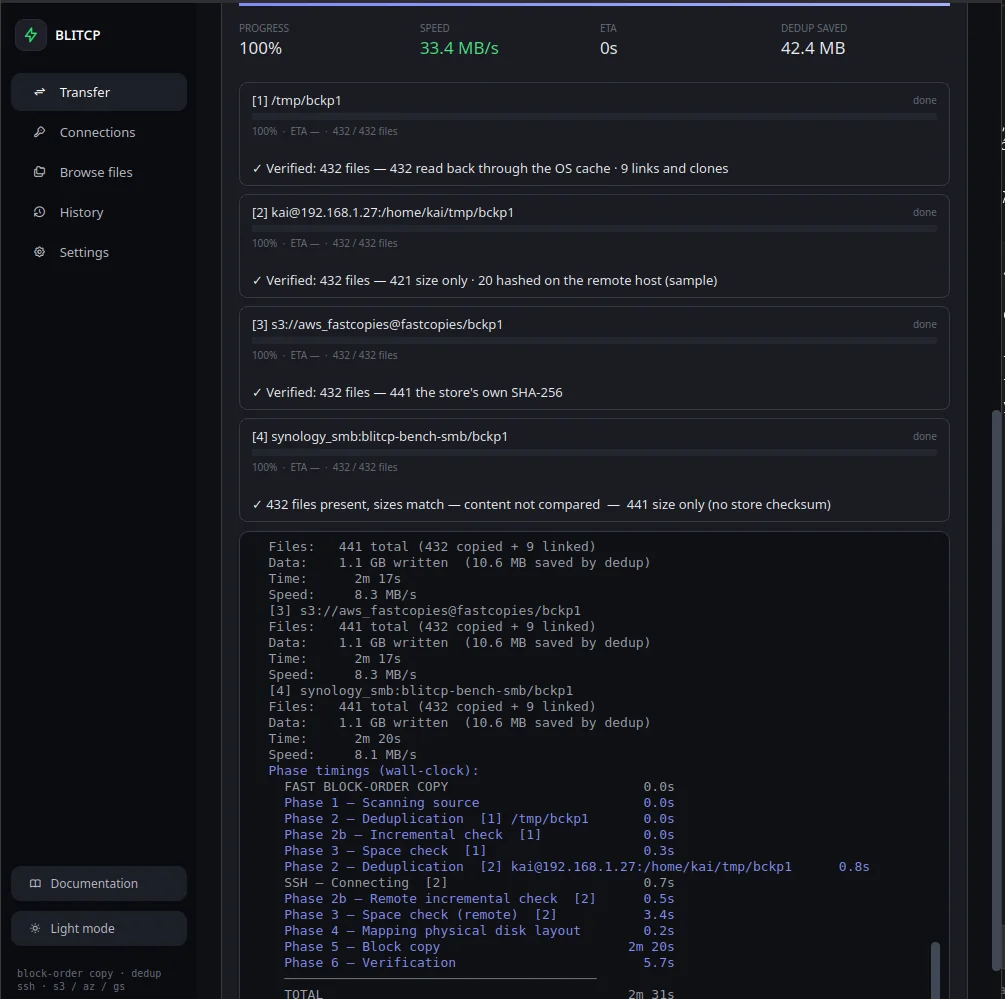 BLITCP
Transfer
Connections
Browse files
History
Settings
Documentation
Light mode
block-order copy · dedup
ssh · s3 / az / gs
PROGRESS SPEED ETA DEDUP SAVED
100% 33.4 MB/s 0s 42.4 MB
[1] /tmp/bckp1 done
100% · ETA — · 432 / 432 files
✓ Verified: 432 files — 432 read back through the OS cache · 9 links and clones
[2] kai@192.168.1.27:/home/kai/tmp/bckp1 done
100% · ETA — · 432 / 432 files
✓ Verified: 432 files — 421 size only · 20 hashed on the remote host (sample)
[3] s3://aws_fastcopies@fastcopies/bckp1 done
100% · ETA — · 432 / 432 files
✓ Verified: 432 files — 441 the store's own SHA-256
[4] synology_smb:blitcp-bench-smb/bckp1 done
100% · ETA — · 432 / 432 files
✓ 432 files present, sizes match — content not compared — 441 size only (no store checksum)
Files: 441 total (432 copied + 9 linked)
Data: 1.1 GB written (10.6 MB saved by dedup)
Time: 2m 17s
Speed: 8.3 MB/s
[3] s3://aws_fastcopies@fastcopies/bckp1
Files: 441 total (432 copied + 9 linked)
Data: 1.1 GB written (10.6 MB saved by dedup)
Time: 2m 17s
Speed: 8.3 MB/s
[4] synology_smb:blitcp-bench-smb/bckp1
Files: 441 total (432 copied + 9 linked)
Data: 1.1 GB written (10.6 MB saved by dedup)
Time: 2m 20s
Speed: 8.1 MB/s
Phase timings (wall-clock):
FAST BLOCK-ORDER COPY 0.0s
Phase 1 — Scanning source 0.0s
Phase 2 — Deduplication [1] /tmp/bckp1 0.0s
Phase 2b — Incremental check [1] 0.0s
Phase 3 — Space check [1] 0.3s
Phase 2 — Deduplication [2] kai@192.168.1.27:/home/kai/tmp/bckp1 0.8s
SSH — Connecting [2] 0.7s
Phase 2b — Remote incremental check [2] 0.5s
Phase 3 — Space check (remote) [2] 3.4s
Phase 4 — Mapping physical disk layout 0.2s
Phase 5 — Block copy 2m 20s
Phase 6 — Verification 5.7s
TOTAL 2m 31s